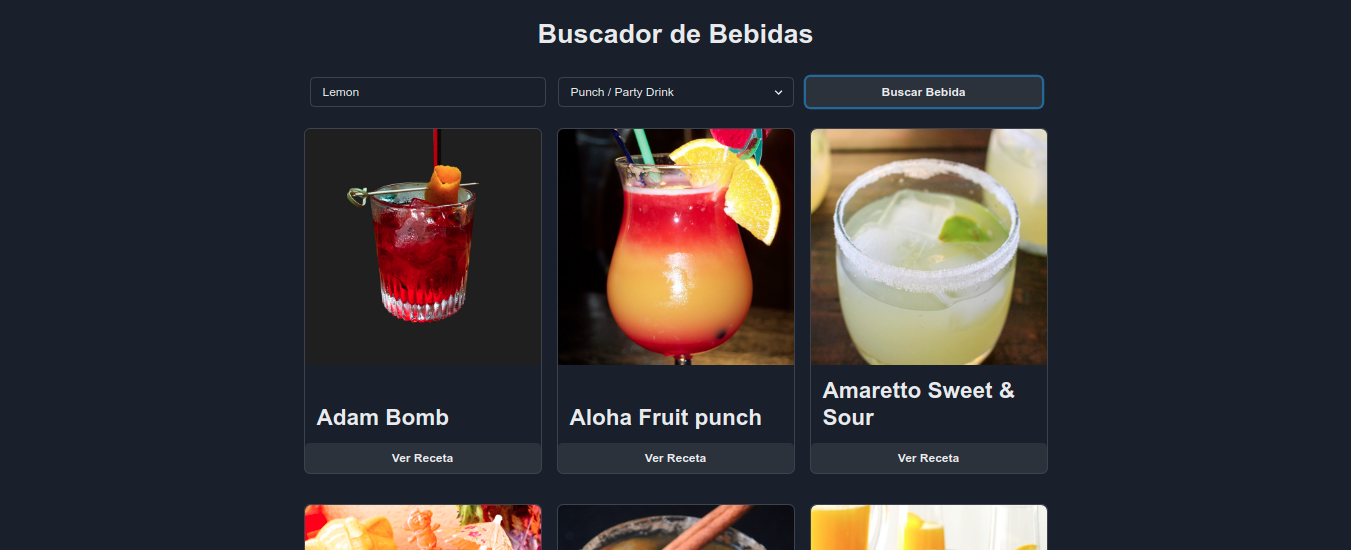 Buscador de Bebidas
Lemon
Punch / Party Drink
Buscar Bebida
Adam Bomb
Aloha Fruit punch
Amaretto Sweet &
Sour
Ver Receta
Ver Receta
Ver Receta